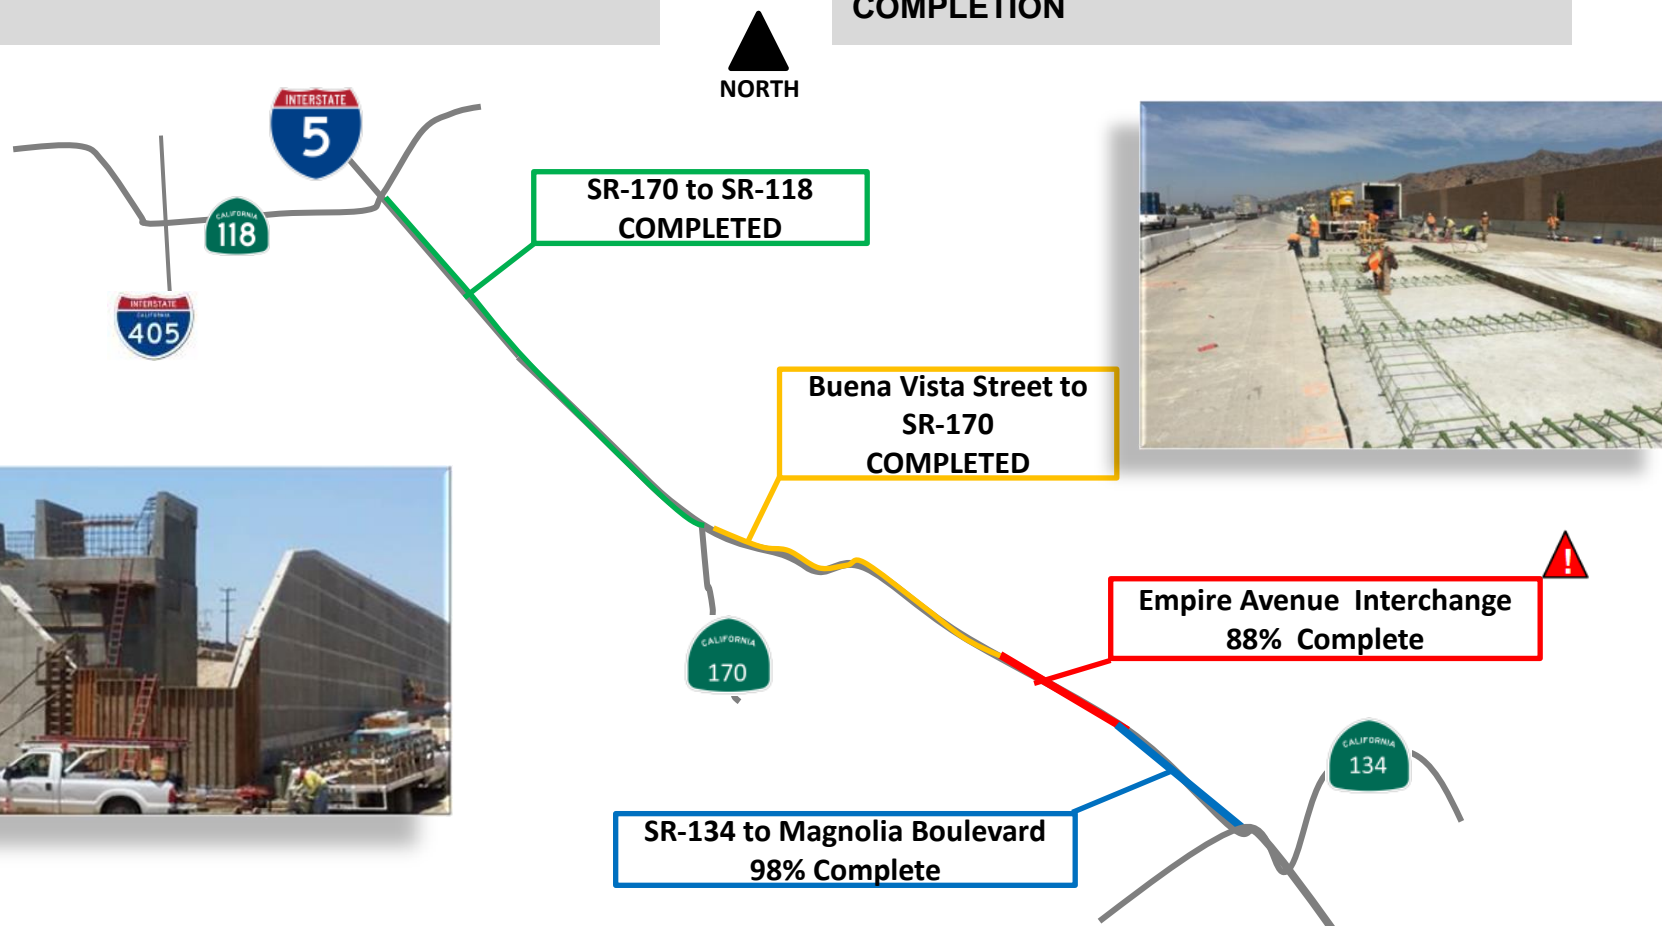 COMPLETION
NORTH
INTERSTATE
5
SR-170 to SR-118
COMPLETED
CALIFORNIA
118
INTERSTATE
CALIFORNIA
405
Buena Vista Street to
SR-170
COMPLETED
!
Empire Avenue Interchange
88% Complete
CALIFORNIA
170
CALIFORNIA
134
SR-134 to Magnolia Boulevard
98% Complete